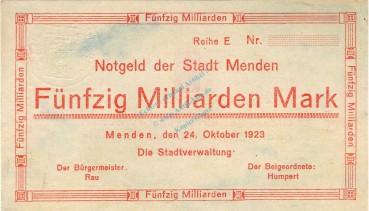 Fünfzig Milliarden
Reihe E Nr.
Notgeld der Stadt Menden
Fünfzig Milliarden Mark
Menden, den 24. Oktober 1923
Die Stadtverwaltung:
Der Bürgermeister: Der Beigeordnete:
Rau Humpert
Fünfzig Milliarden
Fünfzig Milliarden
Fünfzig Milliarden